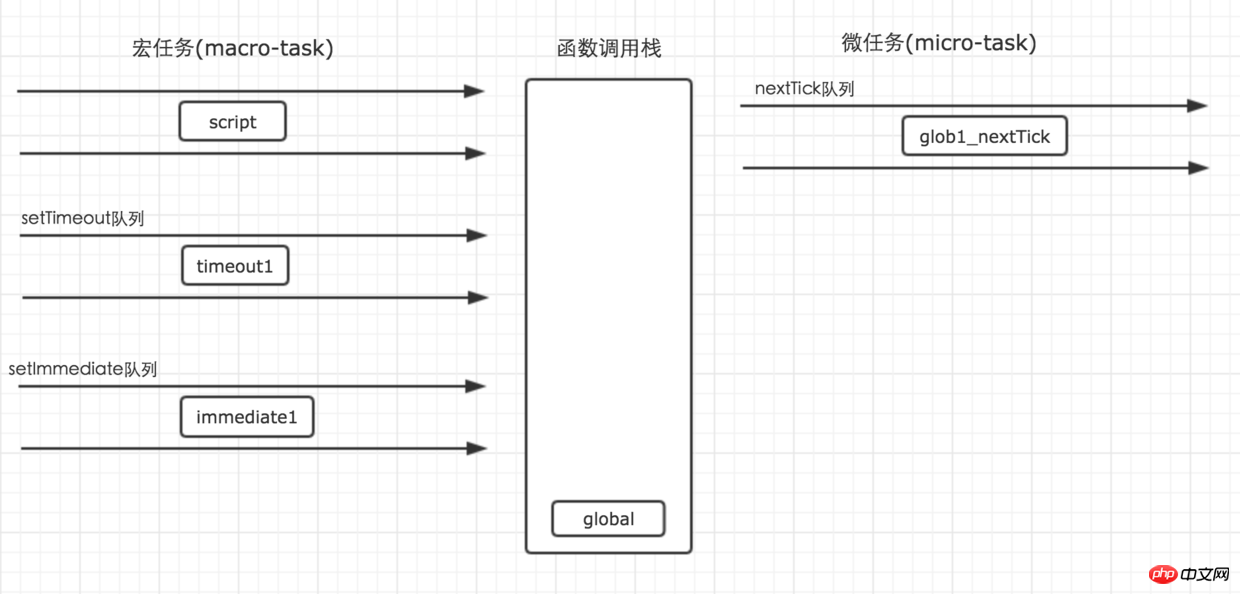 宏任务(macro-task)
script
setTimeout队列
timeout1
setImmediate队列
immediate1
函数调用栈
global
微任务(micro-task)
nextTick队列
glob1_nextTick
php 中文网